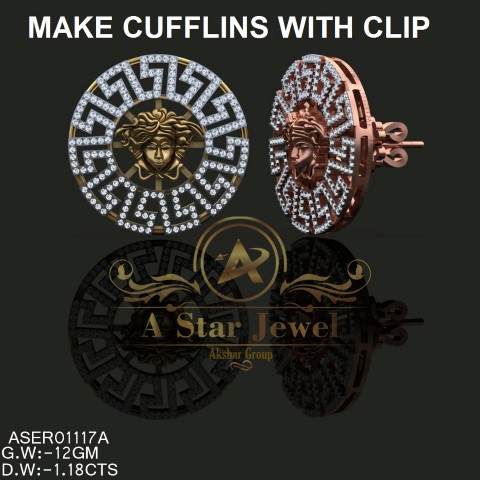 MAKE CUFFLINS WITH CLIP
A Star Jewel
Akshar Group
ASER01117A
G.W:-12GM
D.W:-1.18CTS